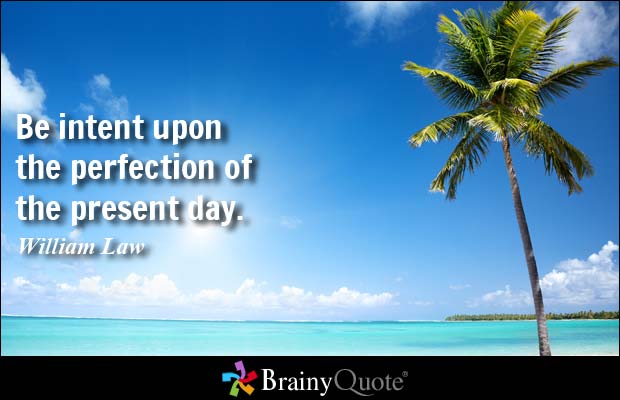 Be intent upon
the perfection of
the present day.
William Law
BrainyQuote®